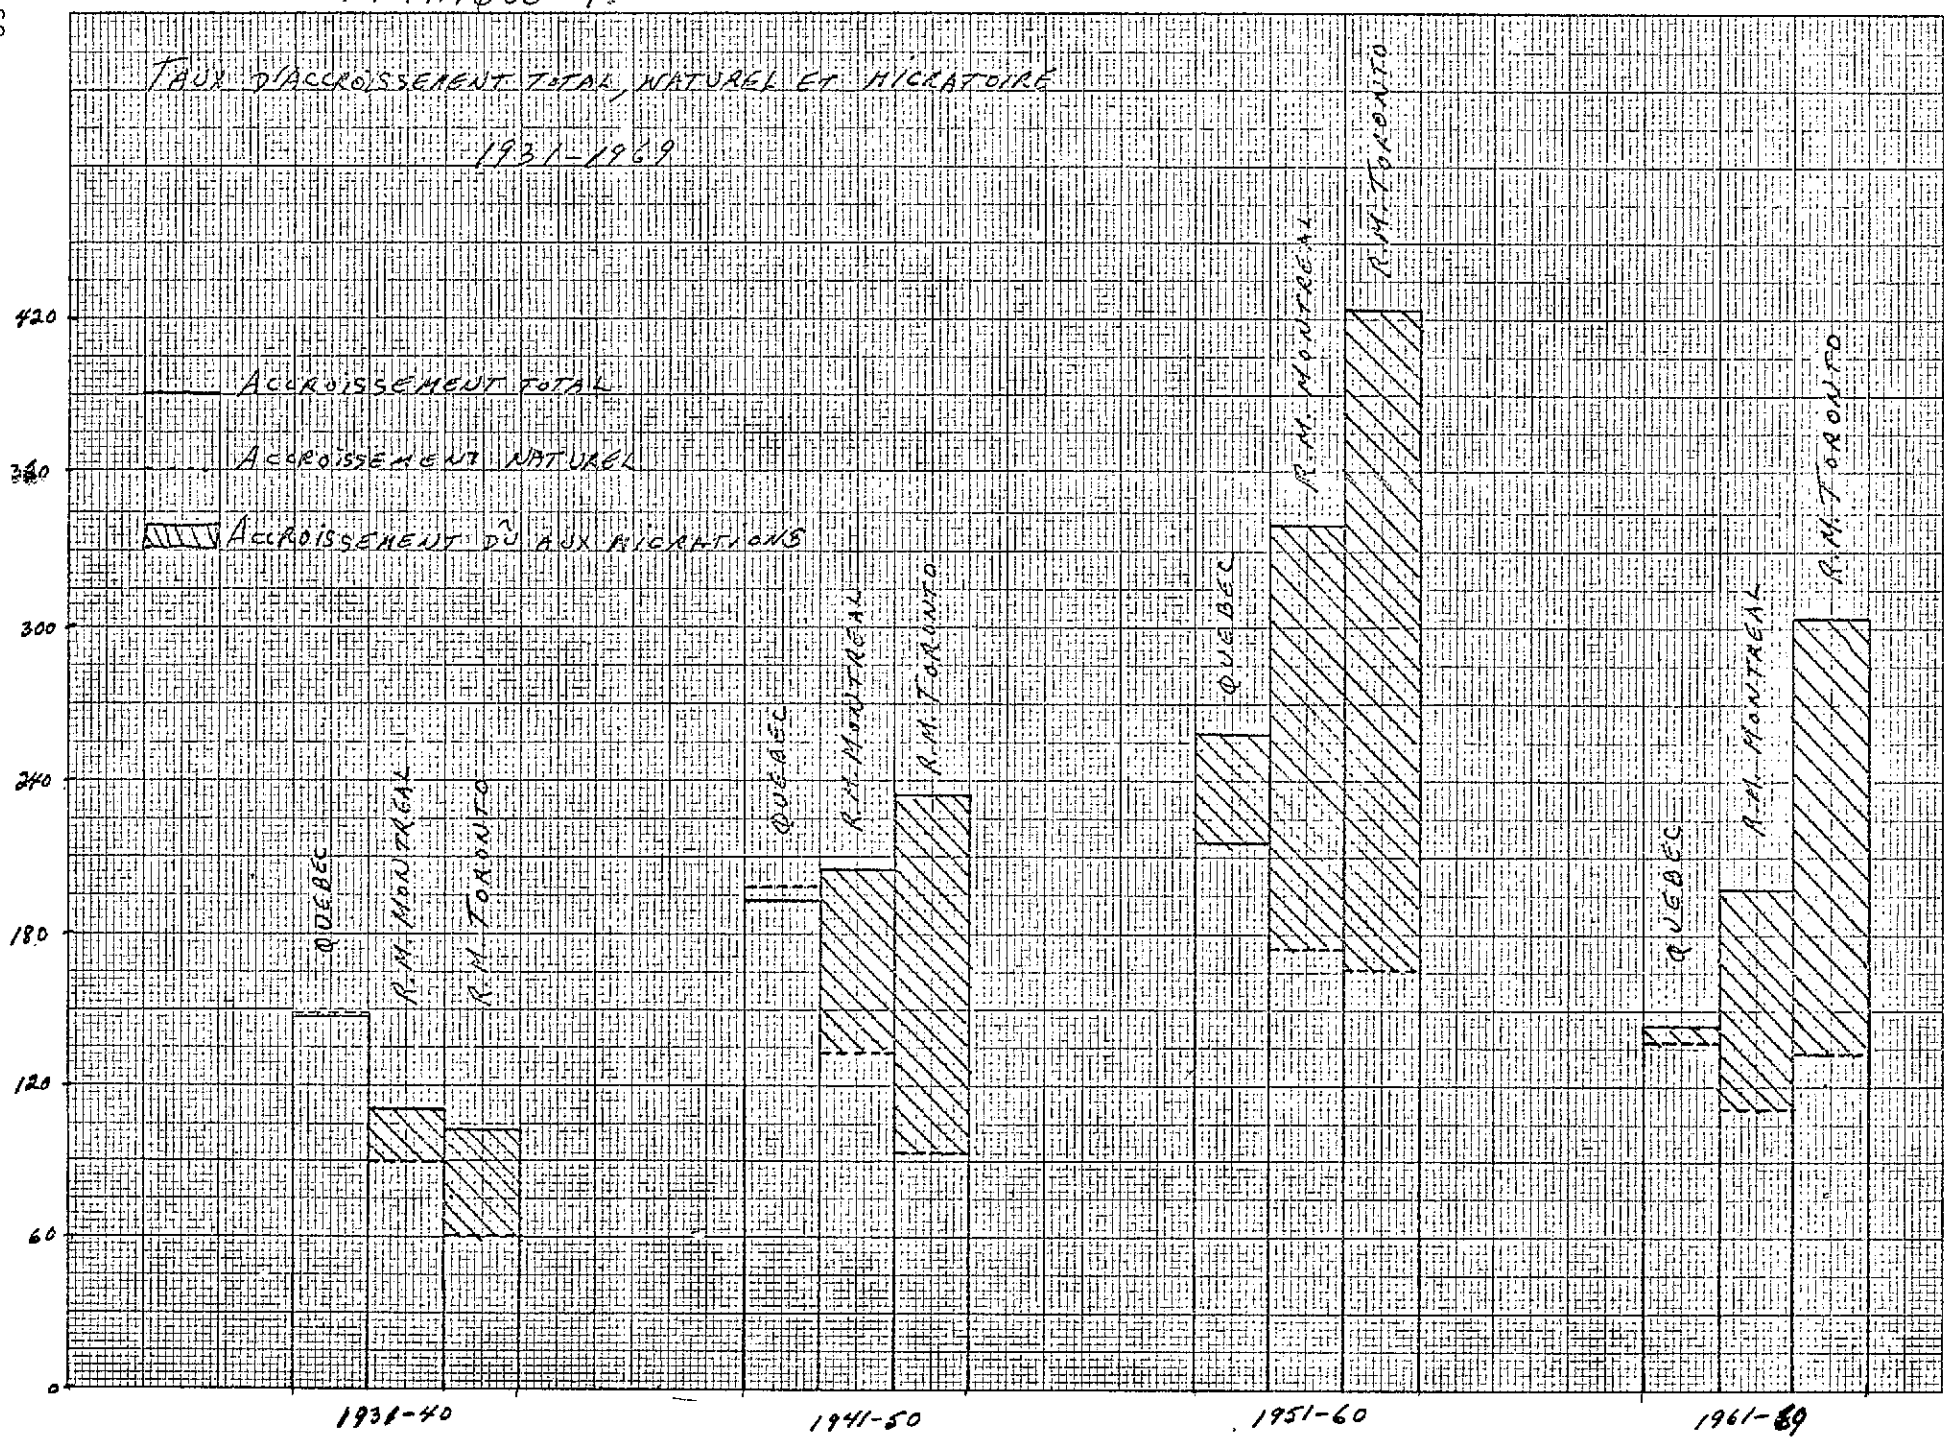 TAUX D'ACCROISSEMENT TOTAL, NATUREL ET MIGRATOIRE
1931-1969
ACCROISSEMENT TOTAL
ACCROISSEMENT NATUREL
ACCROISSEMENT DÛ AUX MIGRATIONS
420
360
300
240
180
120
60
0
QUEBEC
R.M. MONTREAL
R.M. TORONTO
QUEBEC
R.M. MONTREAL
R.M. TORONTO
QUEBEC
R.M. MONTREAL
R.M. TORONTO
QUEBEC
R.M. MONTREAL
R.M. TORONTO
1931-40
1941-50
1951-60
1961-69